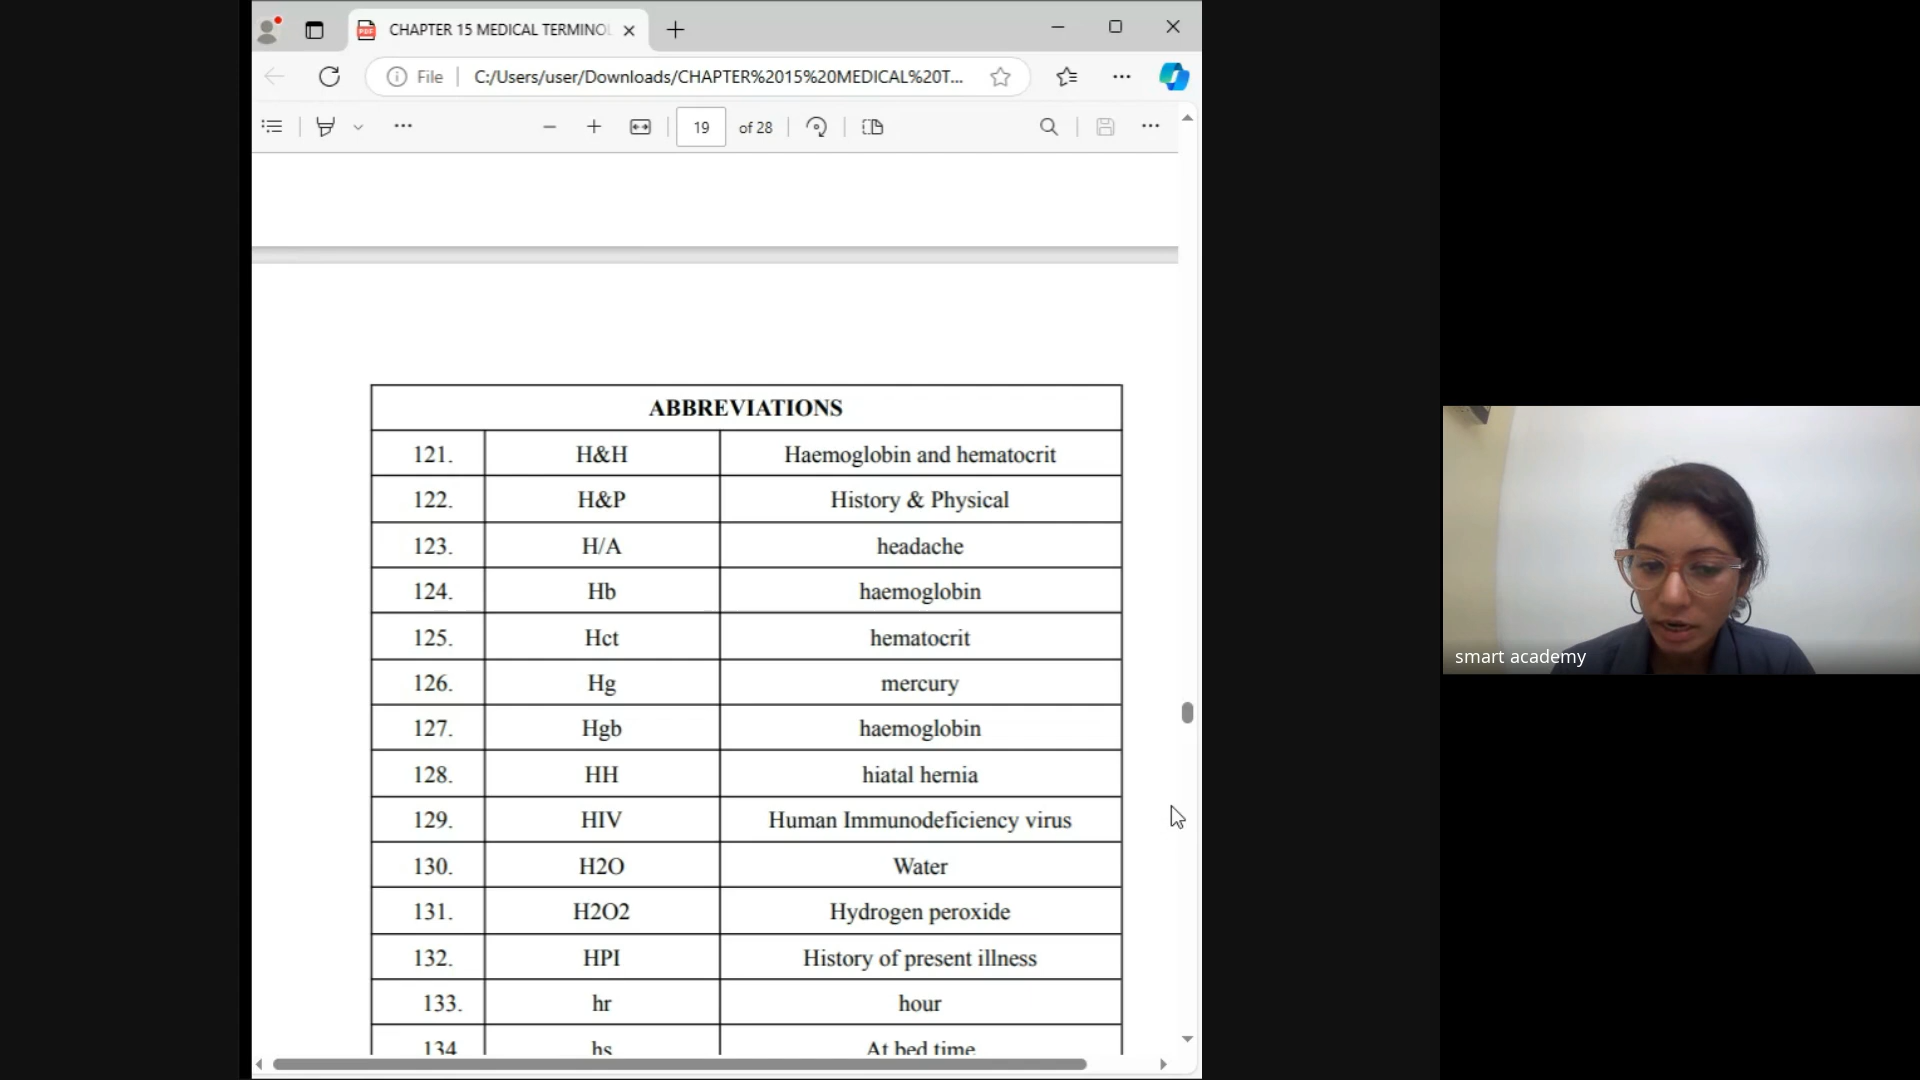 CHAPTER 15 MEDICAL TERMINOL
File
C:/Users/user/Downloads/CHAPTER%2015%20MEDICAL%20T...
19 of 28
ABBREVIATIONS
121. H&H Haemoglobin and hematocrit
122. H&P History & Physical
123. H/A headache
124. Hb haemoglobin
125. Hct hematocrit
126. Hg mercury
127. Hgb haemoglobin
128. HH hiatal hernia
129. HIV Human Immunodeficiency virus
130. H2O Water
131. H2O2 Hydrogen peroxide
132. HPI History of present illness
133. hr hour
134 hs At bed time
smart academy